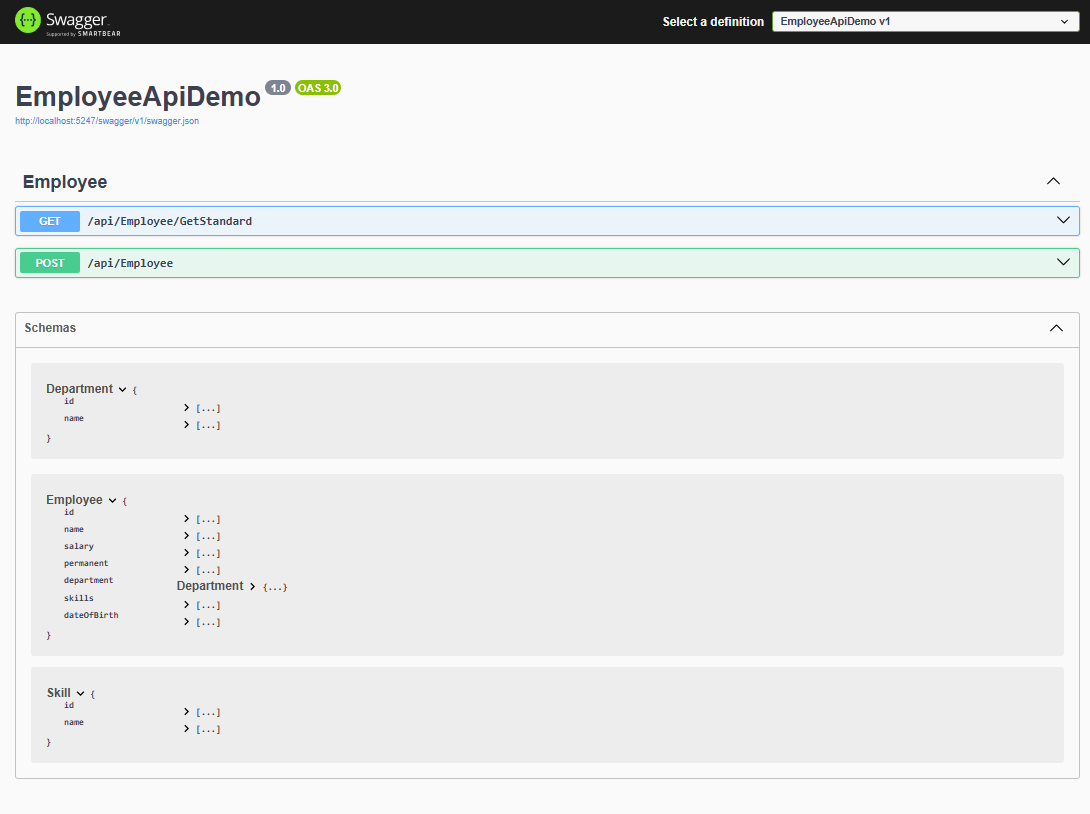 Swagger
Supported by SMARTBEAR
Select a definition
EmployeeApiDemo v1
EmployeeApiDemo 1.0 OAS 3.0
http://localhost:5247/swagger/v1/swagger.json
Employee
GET /api/Employee/GetStandard
POST /api/Employee
Schemas
Department {
id [...]
name [...]
}
Employee {
id [...]
name [...]
salary [...]
permanent [...]
department Department {...}
skills [...]
dateOfBirth [...]
}
Skill {
id [...]
name [...]
}